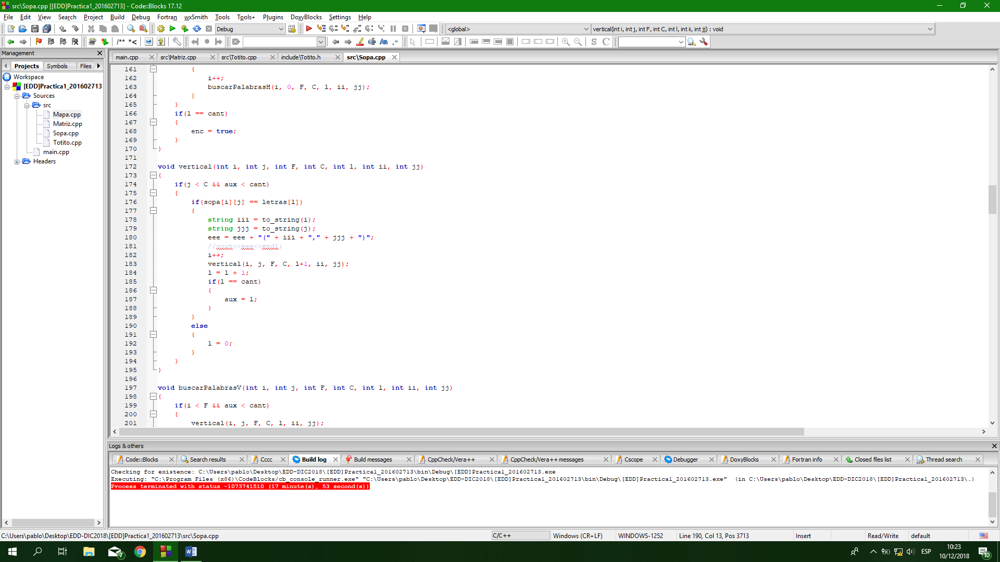 src\Sopa.cpp [[EDD]Practica1_201602713] - Code::Blocks 17.12
File Edit View Search Project Build Debug Fortran wxSmith Tools Tools+ Plugins DoxyBlocks Settings Help
Debug <global> vertical(int i, int j, int F, int C, int l, int ii, int jj) : void
/** *< Aa .* S C
Management
Projects Symbols Files
main.cpp src\Matriz.cpp src\Totito.cpp include\Totito.h src\Sopa.cpp
Workspace
[EDD]Practica1_201602713
Sources
src
Mapa.cpp
Matriz.cpp
Sopa.cpp
Totito.cpp
main.cpp
Headers
161 {
162 i++;
163 buscarPalabrasH(i, 0, F, C, l, ii, jj);
164 }
165 }
166 if(l == cant)
167 {
168 enc = true;
169 }
170 }
171
172 void vertical(int i, int j, int F, int C, int l, int ii, int jj)
173 {
174 if(j < C && aux < cant)
175 {
176 if(sopa[i][j] == letras[l])
177 {
178 string iii = to_string(i);
179 string jjj = to_string(j);
180 eee = eee + "(" + iii + "," + jjj + ")";
181 //cout<<eee<<endl;
182 i++;
183 vertical(i, j, F, C, l+1, ii, jj);
184 l = l + 1;
185 if(l == cant)
186 {
187 aux = l;
188 }
189 }
190 else
191 {
192 l = 0;
193 }
194 }
195 }
196
197 void buscarPalabrasV(int i, int j, int F, int C, int l, int ii, int jj)
198 {
199 if(i < F && aux < cant)
200 {
201 vertical(i, j, F, C, l, ii, jj);
Logs & others
Code::Blocks Search results Cccc Build log Build messages CppCheck/Vera++ CppCheck/Vera++ messages Cscope Debugger DoxyBlocks Fortran info Closed files list Thread search
Checking for existence: C:\Users\pablo\Desktop\EDD-DIC2018\[EDD]Practica1_201602713\bin\Debug\[EDD]Practica1_201602713.exe
Executing: "C:\Program Files (x86)\CodeBlocks/cb_console_runner.exe" "C:\Users\pablo\Desktop\EDD-DIC2018\[EDD]Practica1_201602713\bin\Debug\[EDD]Practica1_201602713.exe" (in C:\Users\pablo\Desktop\EDD-DIC2018\[EDD]Practica1_201602713\.)
Process terminated with status -1073741510 (17 minute(s), 53 second(s))
C:\Users\pablo\Desktop\EDD-DIC2018\[EDD]Practica1_201602713\src\Sopa.cpp C/C++ Windows (CR+LF) WINDOWS-1252 Line 190, Col 13, Pos 3713 Insert Read/Write default
7 ESP 10:23
10/12/2018 10